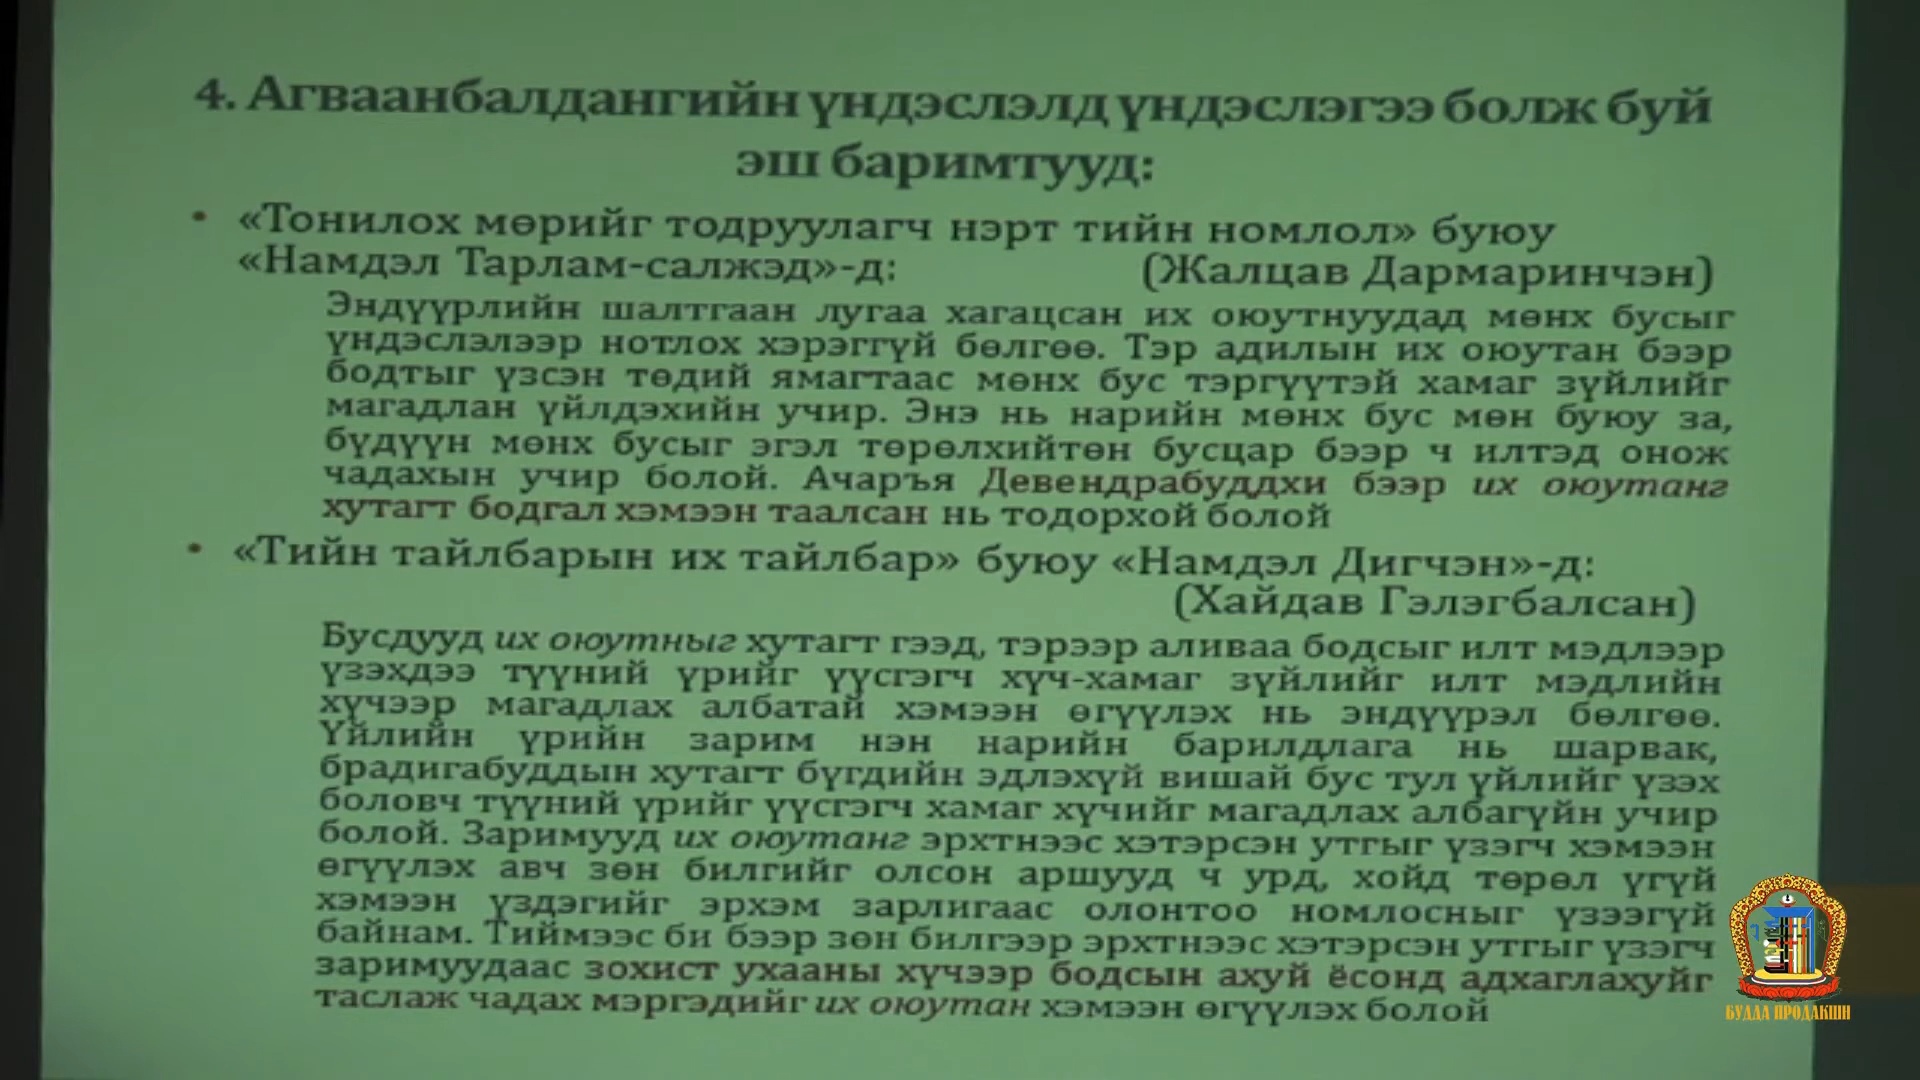 4. Агваанбалдангийн үндэслэлд үндэслэгээ болж буй
эш баримтууд:
• «Тонилох мөрийг тодруулагч нэрт тийн номлол» буюу
«Намдэл Тарлам-салжэд»-д: (Жалцав Дармаринчэн)
Эндүүрлийн шалтгаан лугаа хагацсан их оюутнуудад мөнх бусыг
үндэслэлээр нотлох хэрэггүй бөлгөө. Тэр адилын их оюутан бээр
бодтыг үзсэн төдий ямагтаас мөнх бус тэргүүтэй хамаг зүйлийг
магадлан үйлдэхийн учир. Энэ нь нарийн мөнх бус мөн буюу за,
бүдүүн мөнх бусыг эгэл төрөлхийтөн бусцар бээр ч илтэд онож
чадахын учир болой. Ачаръя Девендрабуддхи бээр их оюутанг
хутагт бодгал хэмээн таалсан нь тодорхой болой
• «Тийн тайлбарын их тайлбар» буюу «Намдэл Дигчэн»-д:
(Хайдав Гэлэгбалсан)
Бусдууд их оюутныг хутагт гээд, тэрээр аливаа бодсыг илт мэдлээр
үзэхдээ түүний үрийг үүсгэгч хүч-хамаг зүйлийг илт мэдлийн
хүчээр магадлах албатай хэмээн өгүүлэх нь эндүүрэл бөлгөө.
Үйлийн үрийн зарим нэн нарийн барилдлага нь шарвак,
брадигабуддын хутагт бүгдийн эдлэхүй вишай бус тул үйлийг үзэх
боловч түүний үрийг үүсгэгч хамаг хүчийг магадлах албагүйн учир
болой. Заримууд их оюутанг эрхтнээс хэтэрсэн утгыг үзэгч хэмээн
өгүүлэх авч зөн билгийг олсон аршууд ч урд, хойд төрөл үгүй
хэмээн үздэгийг эрхэм зарлигаас олонтоо номлосныг үзээгүй
байнам. Тиймээс би бээр зөн билгээр эрхтнээс хэтэрсэн утгыг үзэгч
заримуудаас зохист ухааны хүчээр бодсын ахуй ёсонд адхаглахуйг
таслаж чадах мэргэдийг их оюутан хэмээн өгүүлэх болой
БУДДА ПРОДАКШН